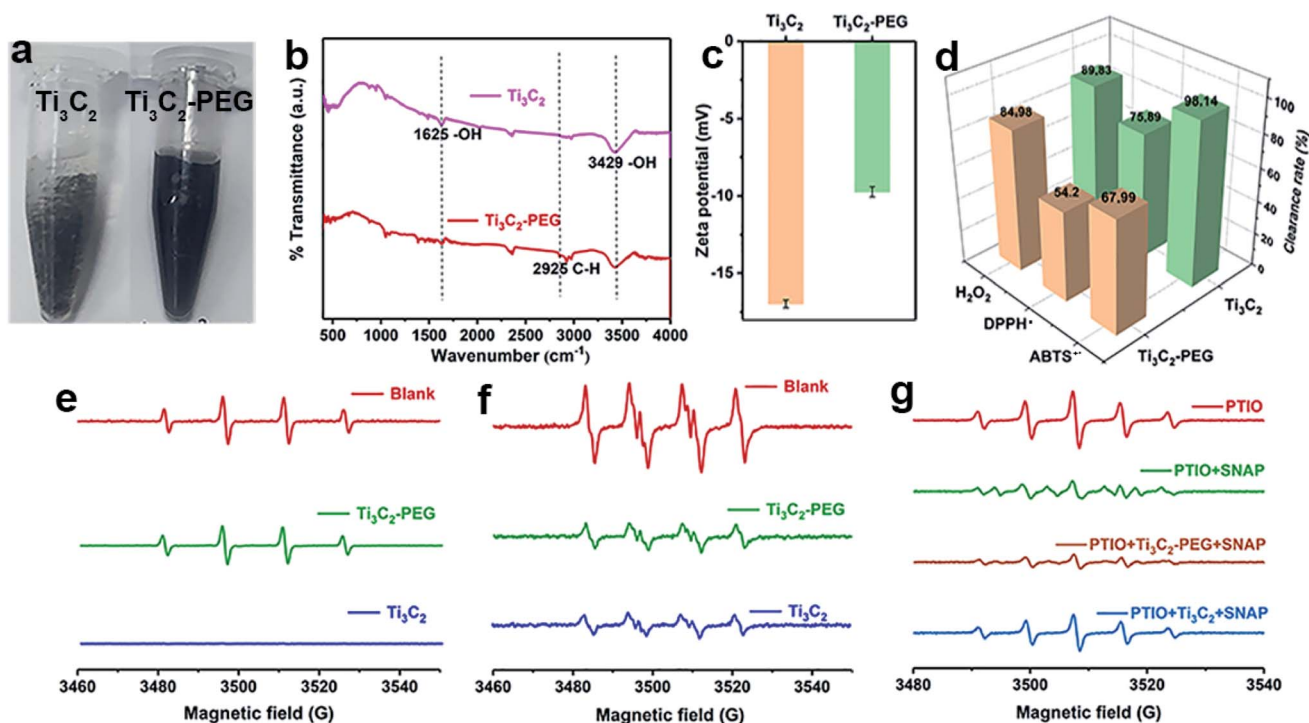 a
Ti₃C₂ Ti₃C₂-PEG
b
Ti₃C₂
1625 -OH
3429 -OH
Ti₃C₂-PEG
2925 C-H
% Transmittance (a.u.)
500 1000 1500 2000 2500 3000 3500 4000
Wavenumber (cm⁻¹)
c
Ti₃C₂ Ti₃C₂-PEG
0
-5
-10
-15
Zeta potential (mV)
d
89.83
98.14
84.98
75.89
54.2
67.99
100
80
60
40
20
0
Clearance rate (%)
H₂O₂
DPPH·
ABTS⁺·
Ti₃C₂
Ti₃C₂-PEG
e
Blank
Ti₃C₂-PEG
Ti₃C₂
3460 3480 3500 3520 3540
Magnetic field (G)
f
Blank
Ti₃C₂-PEG
Ti₃C₂
3460 3480 3500 3520 3540
Magnetic field (G)
g
PTIO
PTIO+SNAP
PTIO+Ti₃C₂-PEG+SNAP
PTIO+Ti₃C₂+SNAP
3480 3500 3520 3540
Magnetic field (G)